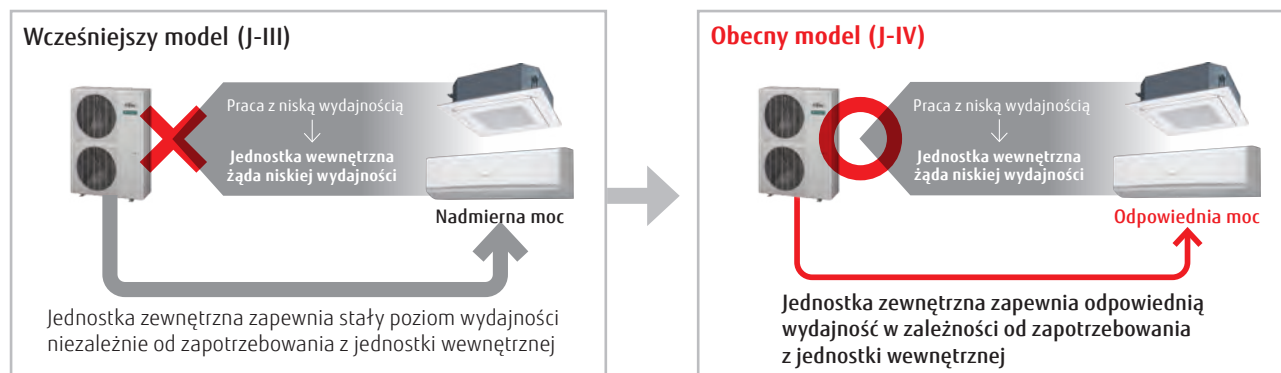 Wcześniejszy model (J-III)
Praca z niską wydajnością
Jednostka wewnętrzna
żąda niskiej wydajności
Nadmierna moc
Jednostka zewnętrzna zapewnia stały poziom wydajności
niezależnie od zapotrzebowania z jednostki wewnętrznej
Obecny model (J-IV)
Praca z niską wydajnością
Jednostka wewnętrzna
żąda niskiej wydajności
Odpowiednia moc
Jednostka zewnętrzna zapewnia odpowiednią
wydajność w zależności od zapotrzebowania
z jednostki wewnętrznej